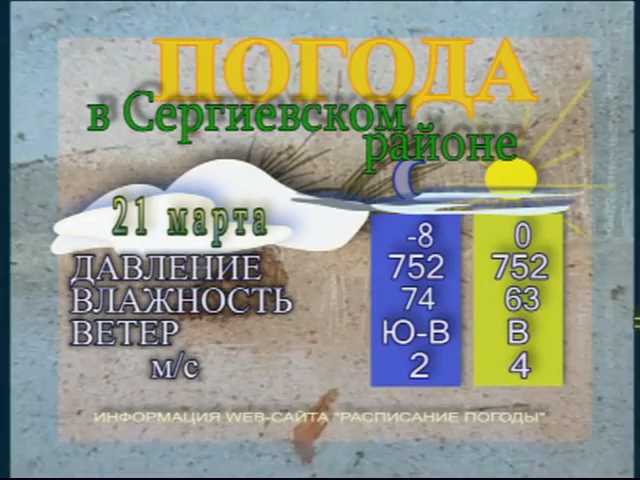 ПОГОДА
в Сергиевском
районе
21 марта
-8 0
ДАВЛЕНИЕ 752 752
ВЛАЖНОСТЬ 74 63
ВЕТЕР Ю-В В
м/с 2 4
ИНФОРМАЦИЯ WEB-САЙТА "РАСПИСАНИЕ ПОГОДЫ"